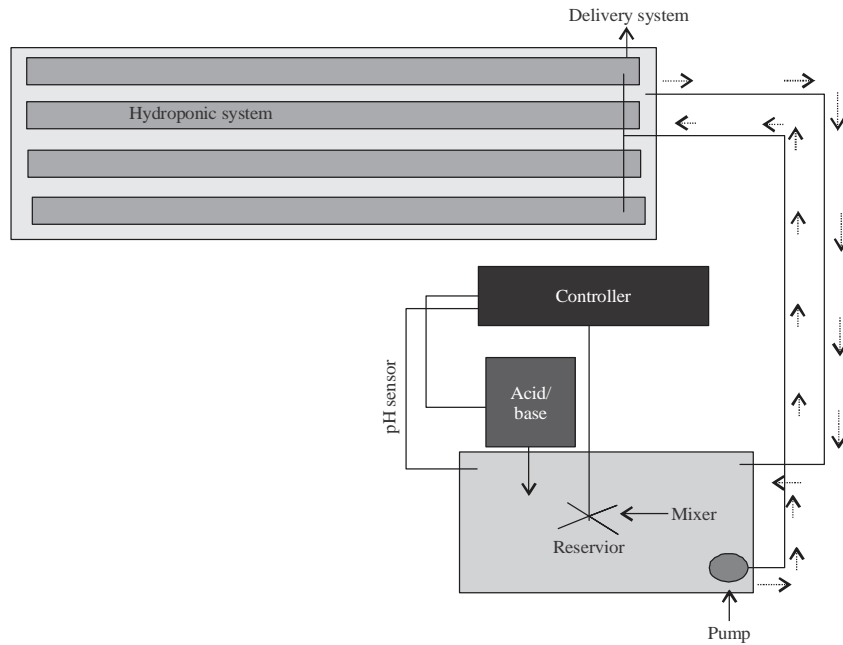 Delivery system
Hydroponic system
Controller
pH sensor
Acid/
base
Mixer
Reservior
Pump